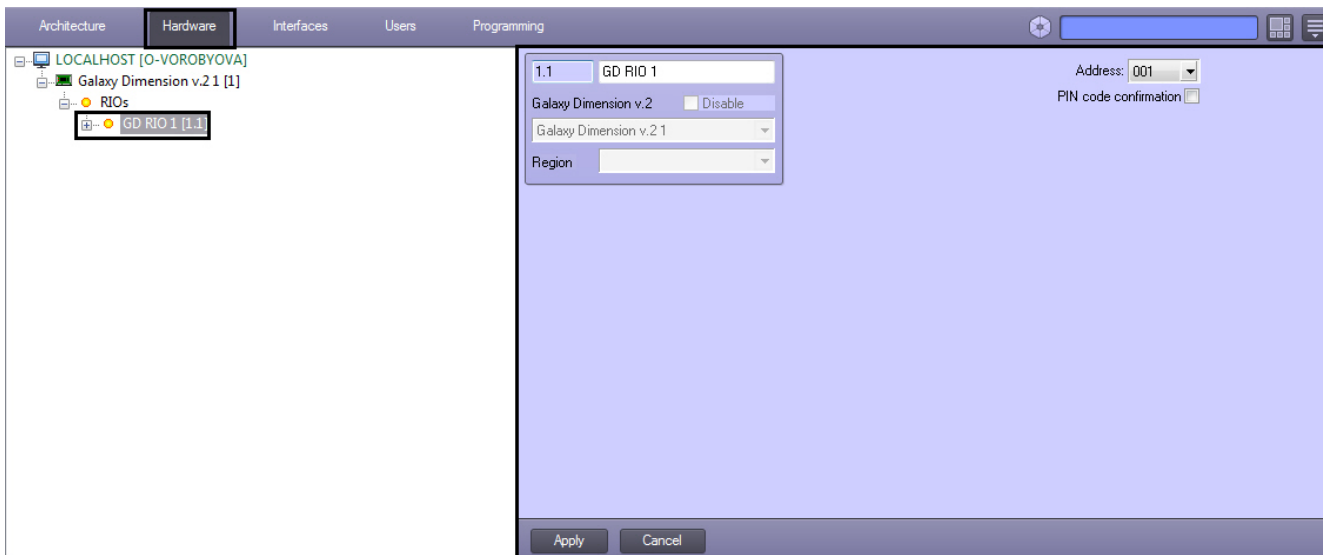 Architecture Hardware Interfaces Users Programming
LOCALHOST [O-VOROBYOVA]
Galaxy Dimension v.2 1 [1]
RIOs
GD RIO 1 [1.1]
1.1 GD RIO 1
Galaxy Dimension v.2 Disable
Galaxy Dimension v.2 1
Region
Address: 001
PIN code confirmation
Apply Cancel